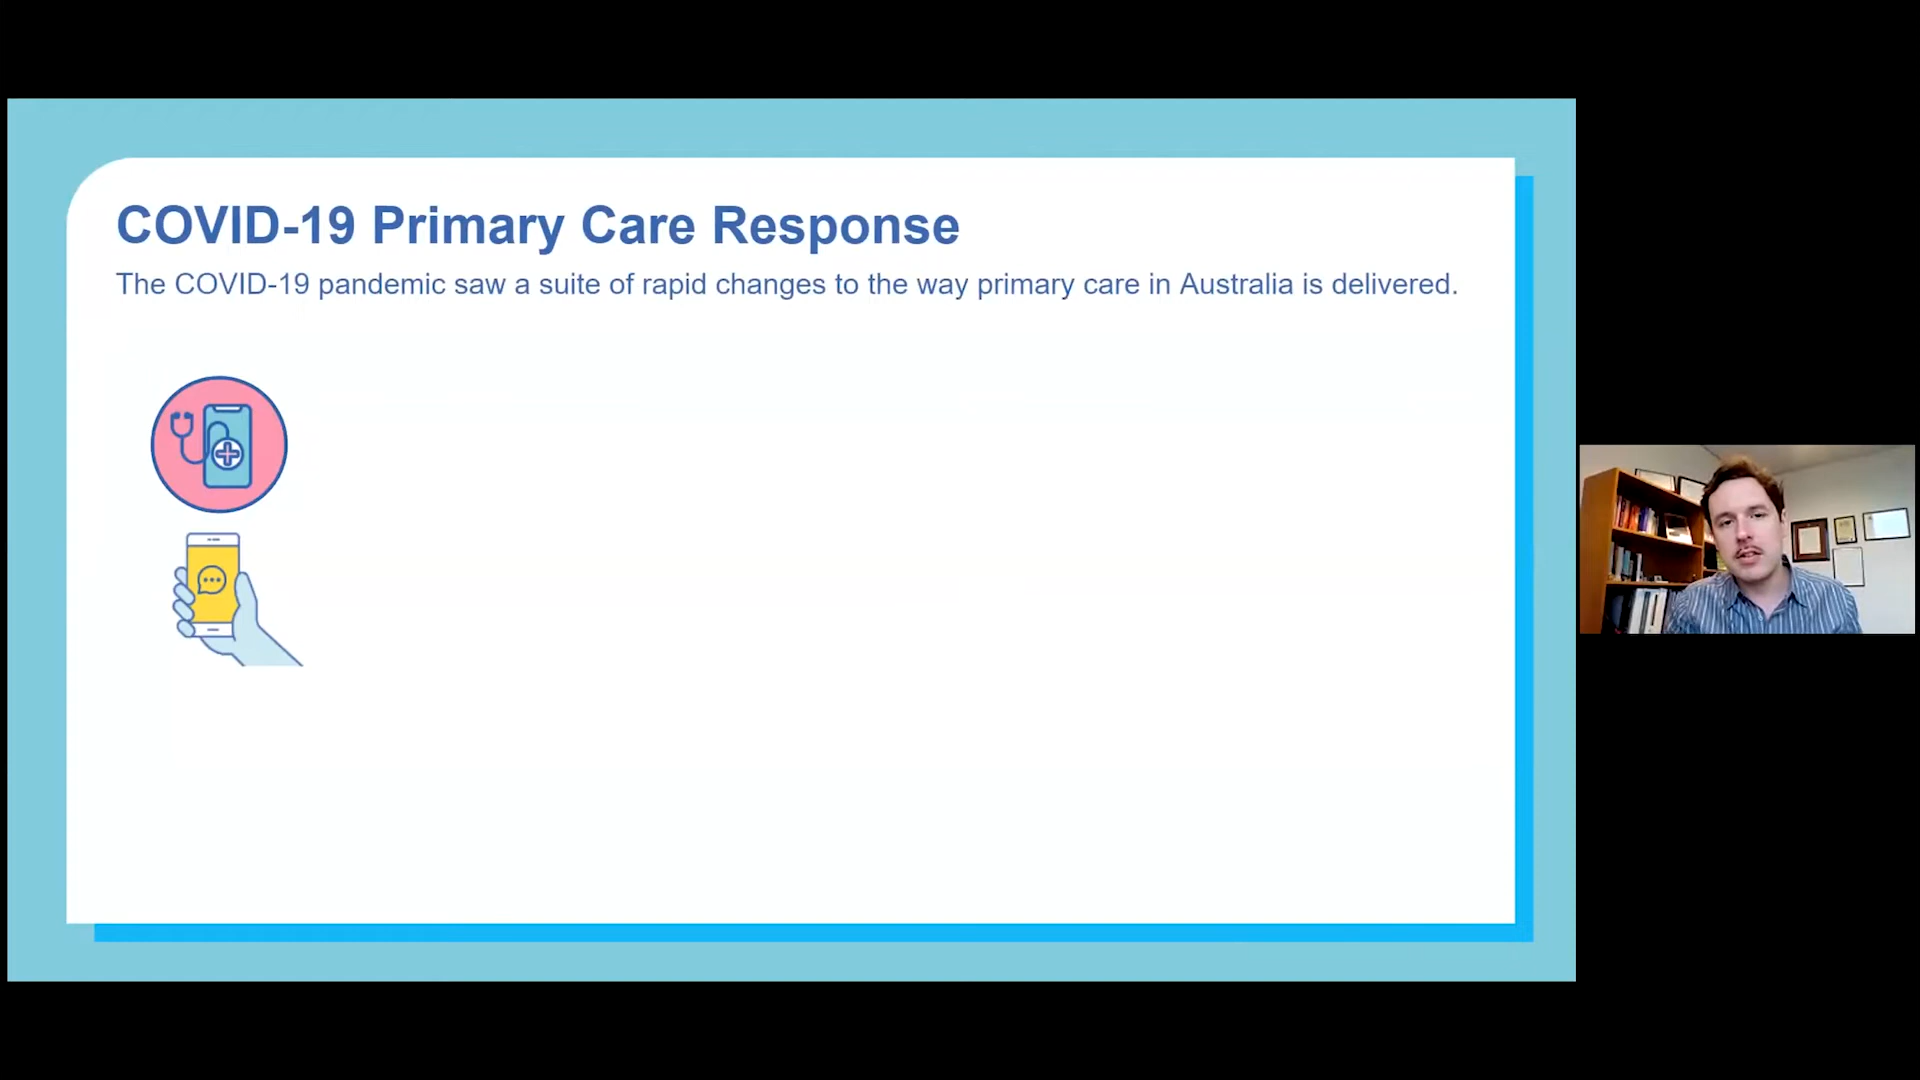 COVID-19 Primary Care Response
The COVID-19 pandemic saw a suite of rapid changes to the way primary care in Australia is delivered.